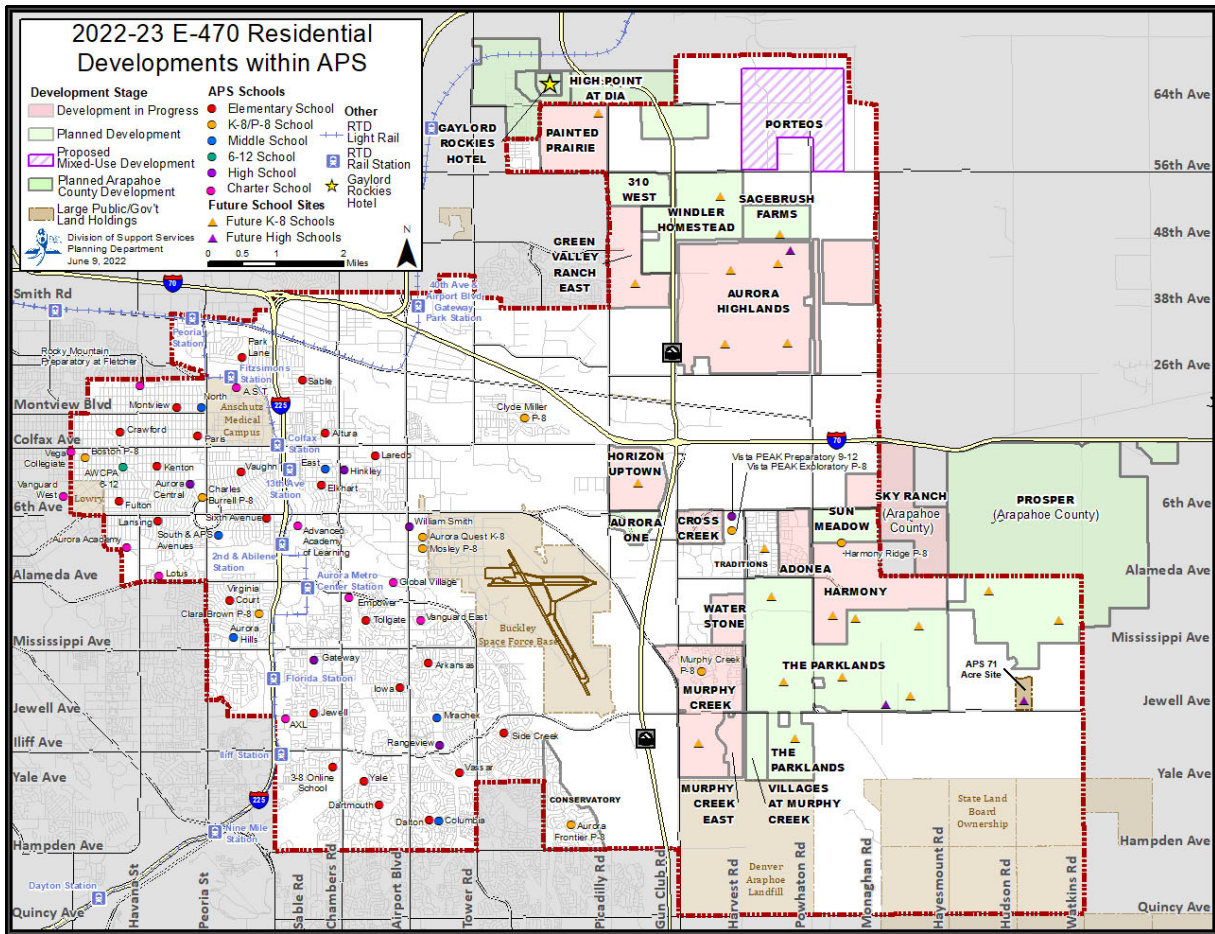 2022-23 E-470 Residential
Developments within APS
Development Stage
Development in Progress
Planned Development
Proposed
Mixed-Use Development
Planned Arapahoe
County Development
Large Public/Gov't
Land Holdings
Division of Support Services
Planning Department
June 9, 2022
APS Schools
Elementary School
K-8/P-8 School
Middle School
6-12 School
High School
Charter School
Future School Sites
Future K-8 Schools
Future High Schools
Other
RTD
Light Rail
RTD
Rail Station
Gaylord
Rockies
Hotel
0 0.5 1 2
Miles
N
HIGH POINT
AT DIA
GAYLORD
ROCKIES
HOTEL
PAINTED
PRAIRIE
PORTEOS
64th Ave
56th Ave
310
WEST
SAGEBRUSH
FARMS
WINDLER
HOMESTEAD
GREEN
VALLEY
RANCH
EAST
48th Ave
AURORA
HIGHLANDS
38th Ave
26th Ave
Smith Rd
70
40th Ave &
Airport Blvd
Gateway
Park Station
Peoria
Station
Rocky Mountain
Preparatory at Fletcher
Park
Lane
Fitzsimons
Station
Sable
A.S.T.
Montview Blvd
Montview
North
Anschutz
Medical
Campus
225
Clyde Miller
P-8
Crawford
Paris
Altura
Colfax Ave
Colfax
Station
70
Vega
Collegiate
Boston P-8
AWCPA
6-12
Kenton
Vaughn
East
Hinkley
Laredo
13th Ave
Station
Vanguard
West
Aurora
Central
Charles
Burrell P-8
Elkhart
6th Ave
Lowry
Fulton
Lansing
Sixth Avenue
South & APS
Avenues
Aurora Academy
Advanced
Academy
of Learning
William Smith
Aurora Quest K-8
Mosley P-8
2nd & Abilene
Station
Lotus
Alameda Ave
Aurora Metro
Center Station
Global Village
Virginia
Court
Clara Brown P-8
Empower
Tollgate
Vanguard East
Aurora
Hills
Mississippi Ave
Buckley
Space Force Base
Gateway
Arkansas
Florida Station
Iowa
Jewell Ave
AXL
Jewell
Mrachek
Rangeview
Side Creek
Iliff Ave
Iliff Station
Yale Ave
3-8 Online
School
Yale
Vassar
225
Dartmouth
Dalton
Columbia
Nine Mile
Station
Hampden Ave
Dayton Station
Quincy Ave
CONSERVATORY
Aurora
Frontier P-8
HORIZON
UPTOWN
Vista PEAK Preparatory 9-12
Vista PEAK Exploratory P-8
AURORA
ONE
CROSS
CREEK
TRADITIONS
SUN
MEADOW
SKY RANCH
(Arapahoe
County)
PROSPER
(Arapahoe County)
6th Ave
Harmony Ridge P-8
ADONEA
Alameda Ave
HARMONY
WATER
STONE
Mississippi Ave
Murphy Creek
P-8
MURPHY
CREEK
THE PARKLANDS
APS 71
Acre Site
Jewell Ave
THE
PARKLANDS
Yale Ave
MURPHY
CREEK
EAST
VILLAGES
AT MURPHY
CREEK
State Land
Board
Ownership
Hampden Ave
Denver
Araphoe
Landfill
Quincy Ave
Havana St
Peoria St
Sable Rd
Chambers Rd
Airport Blvd
Tower Rd
Picadilly Rd
Gun Club Rd
Harvest Rd
Powhaton Rd
Monaghan Rd
Hayesmount Rd
Hudson Rd
Watkins Rd